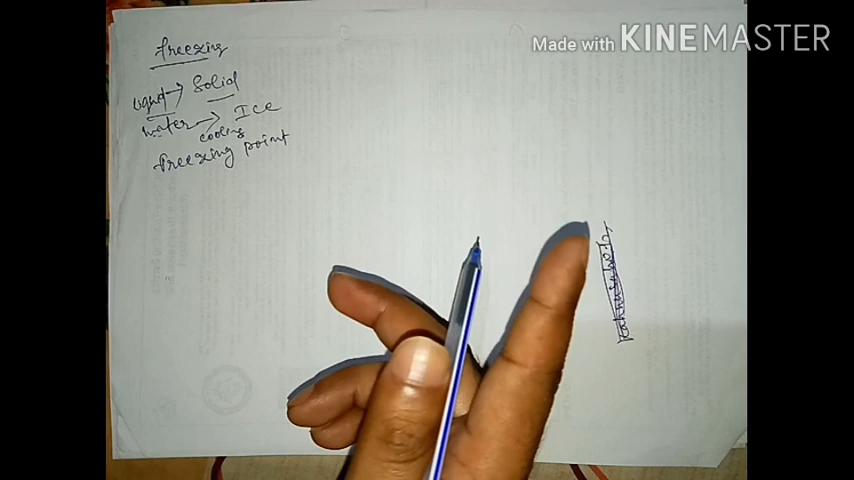 Made with KINEMASTER
freezing
liquid → Solid
water → Ice
cooling
freezing point